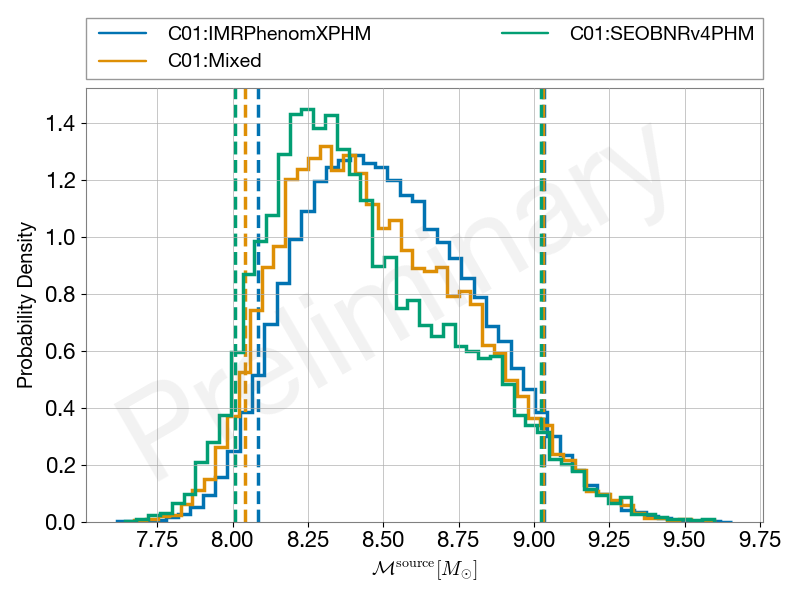 C01:IMRPhenomXPHM
C01:Mixed
C01:SEOBNRv4PHM
Preliminary
Probability Density
1.4
1.2
1.0
0.8
0.6
0.4
0.2
0.0
7.75 8.00 8.25 8.50 8.75 9.00 9.25 9.50 9.75
ℳ^source [M_⊙]